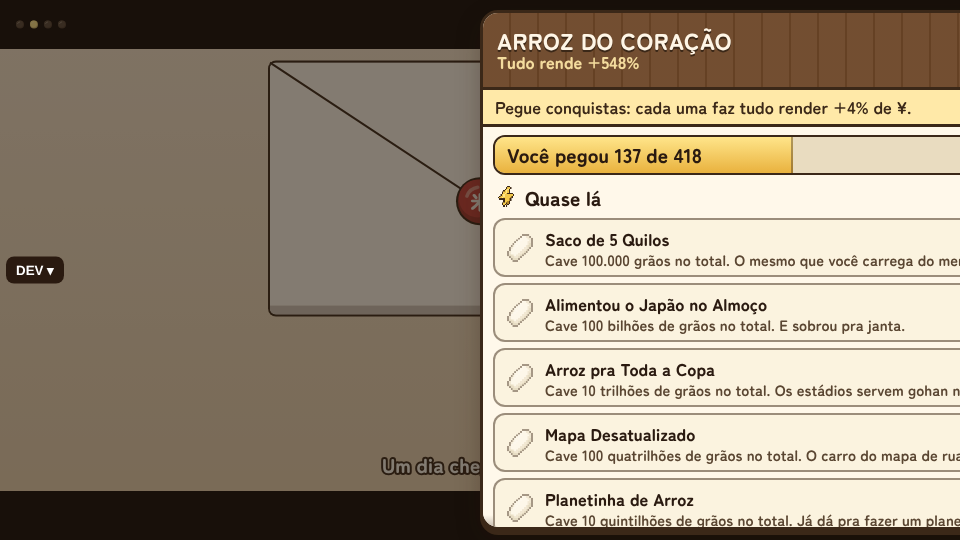 ARROZ DO CORAÇÃO
Tudo rende +548%
Pegue conquistas: cada uma faz tudo render +4% de ¥.
Você pegou 137 de 418
Quase lá
Saco de 5 Quilos
Cave 100.000 grãos no total. O mesmo que você carrega do
Alimentou o Japão no Almoço
Cave 100 bilhões de grãos no total. E sobrou pra janta.
Arroz pra Toda a Copa
Cave 10 trilhões de grãos no total. Os estádios servem gohan
Mapa Desatualizado
Cave 100 quatrilhões de grãos no total. O carro do mapa de
Planetinha de Arroz
Cave 10 quintilhões de grãos no total. Já dá pra fazer um
DEV ▾
Um dia
米